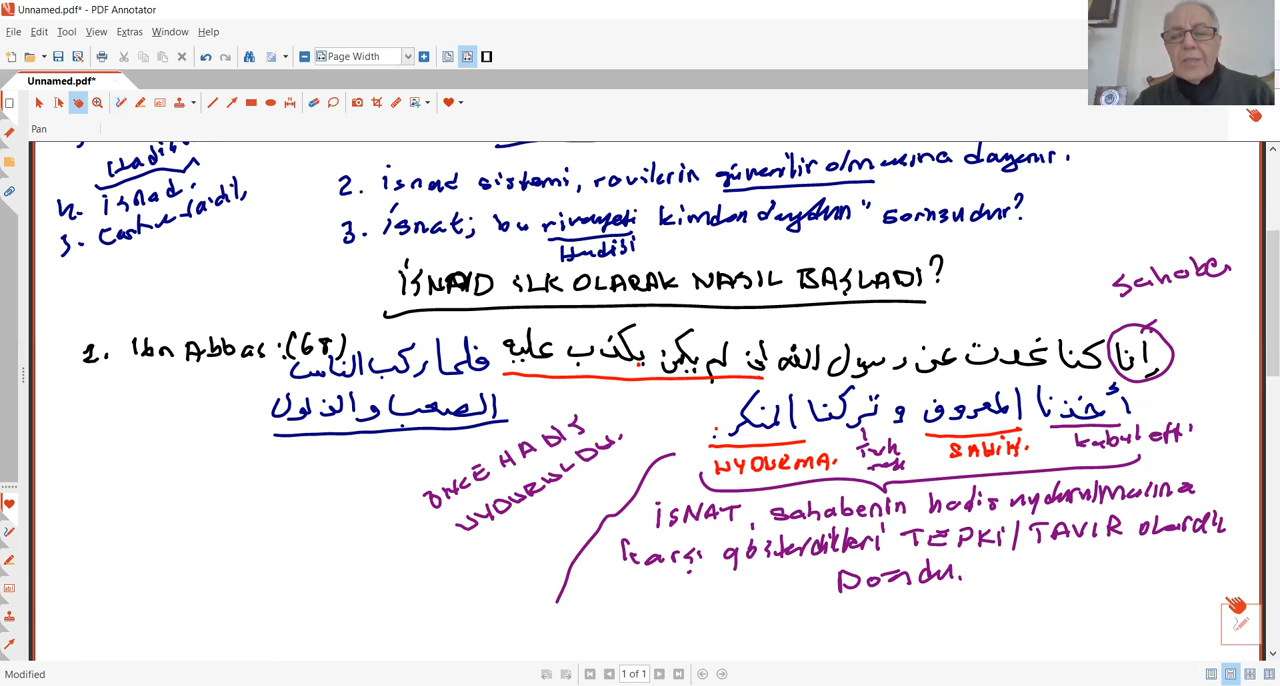 Unnamed.pdf* - PDF Annotator
File Edit Tool View Extras Window Help
Page Width
Unnamed.pdf*
Pan
2. isnad sistemi, ravilerin güvenilir olmasına dayanır.
4. isnad
3. İsnat; bu rivayeti kimden duydun" sorusudur?
Hadisi
İSNAD İLK OLARAK NASIL BAŞLADI?
sahabe
1. Ibn Abbas: (68)
إنا كنا نحدث عن رسول الله إذ لم يكن يكذب عليه فلما ركب الناس
الصعب والذلول
أخذنا المعروف وتركنا المنكر:
kabul etti
SAHİH.
UYDURMA.
ÖNCE HADİS
UYDURULDU.
İSNAT, sahabenin hadis uydurulmasına
karşı gösterdikleri TEPKİ/TAVIR olarak
Doğdu.
1 of 1
Modified